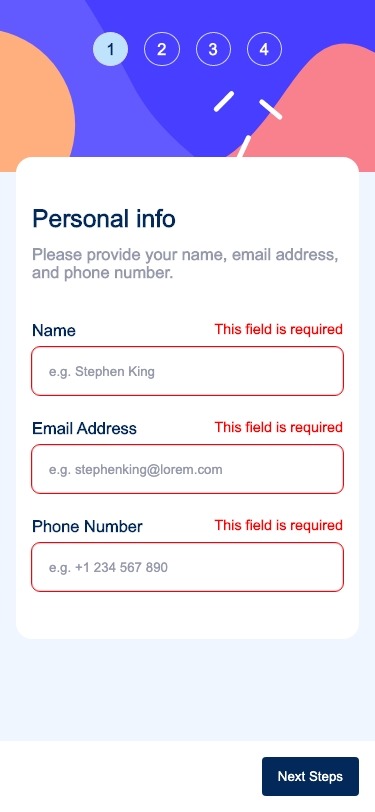 1 2 3 4
Personal info
Please provide your name, email address,
and phone number.
Name This field is required
e.g. Stephen King
Email Address This field is required
e.g. stephenking@lorem.com
Phone Number This field is required
e.g. +1 234 567 890
Next Steps